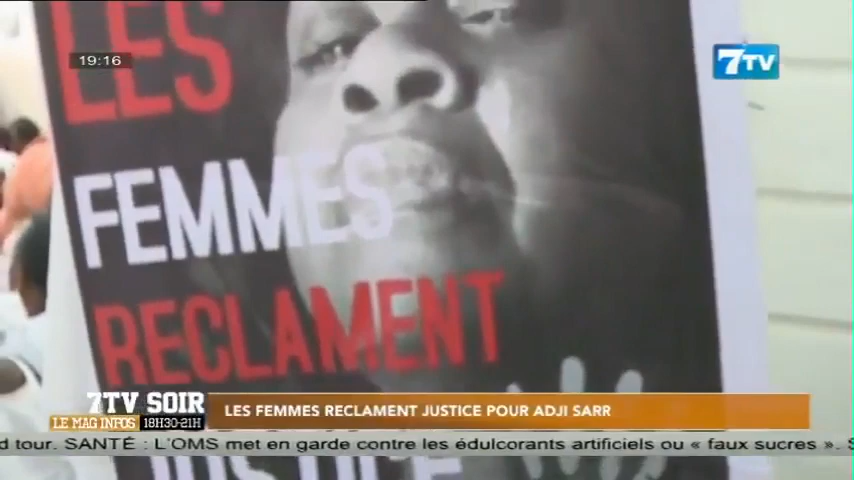 LES
19:16
7TV
FEMMES
RECLAMENT
7TV SOIR
LE MAG INFOS 18H30-21H
LES FEMMES RECLAMENT JUSTICE POUR ADJI SARR
d tour. SANTÉ : L'OMS met en garde contre les édulcorants artificiels ou « faux sucres ». S
JUSTICE